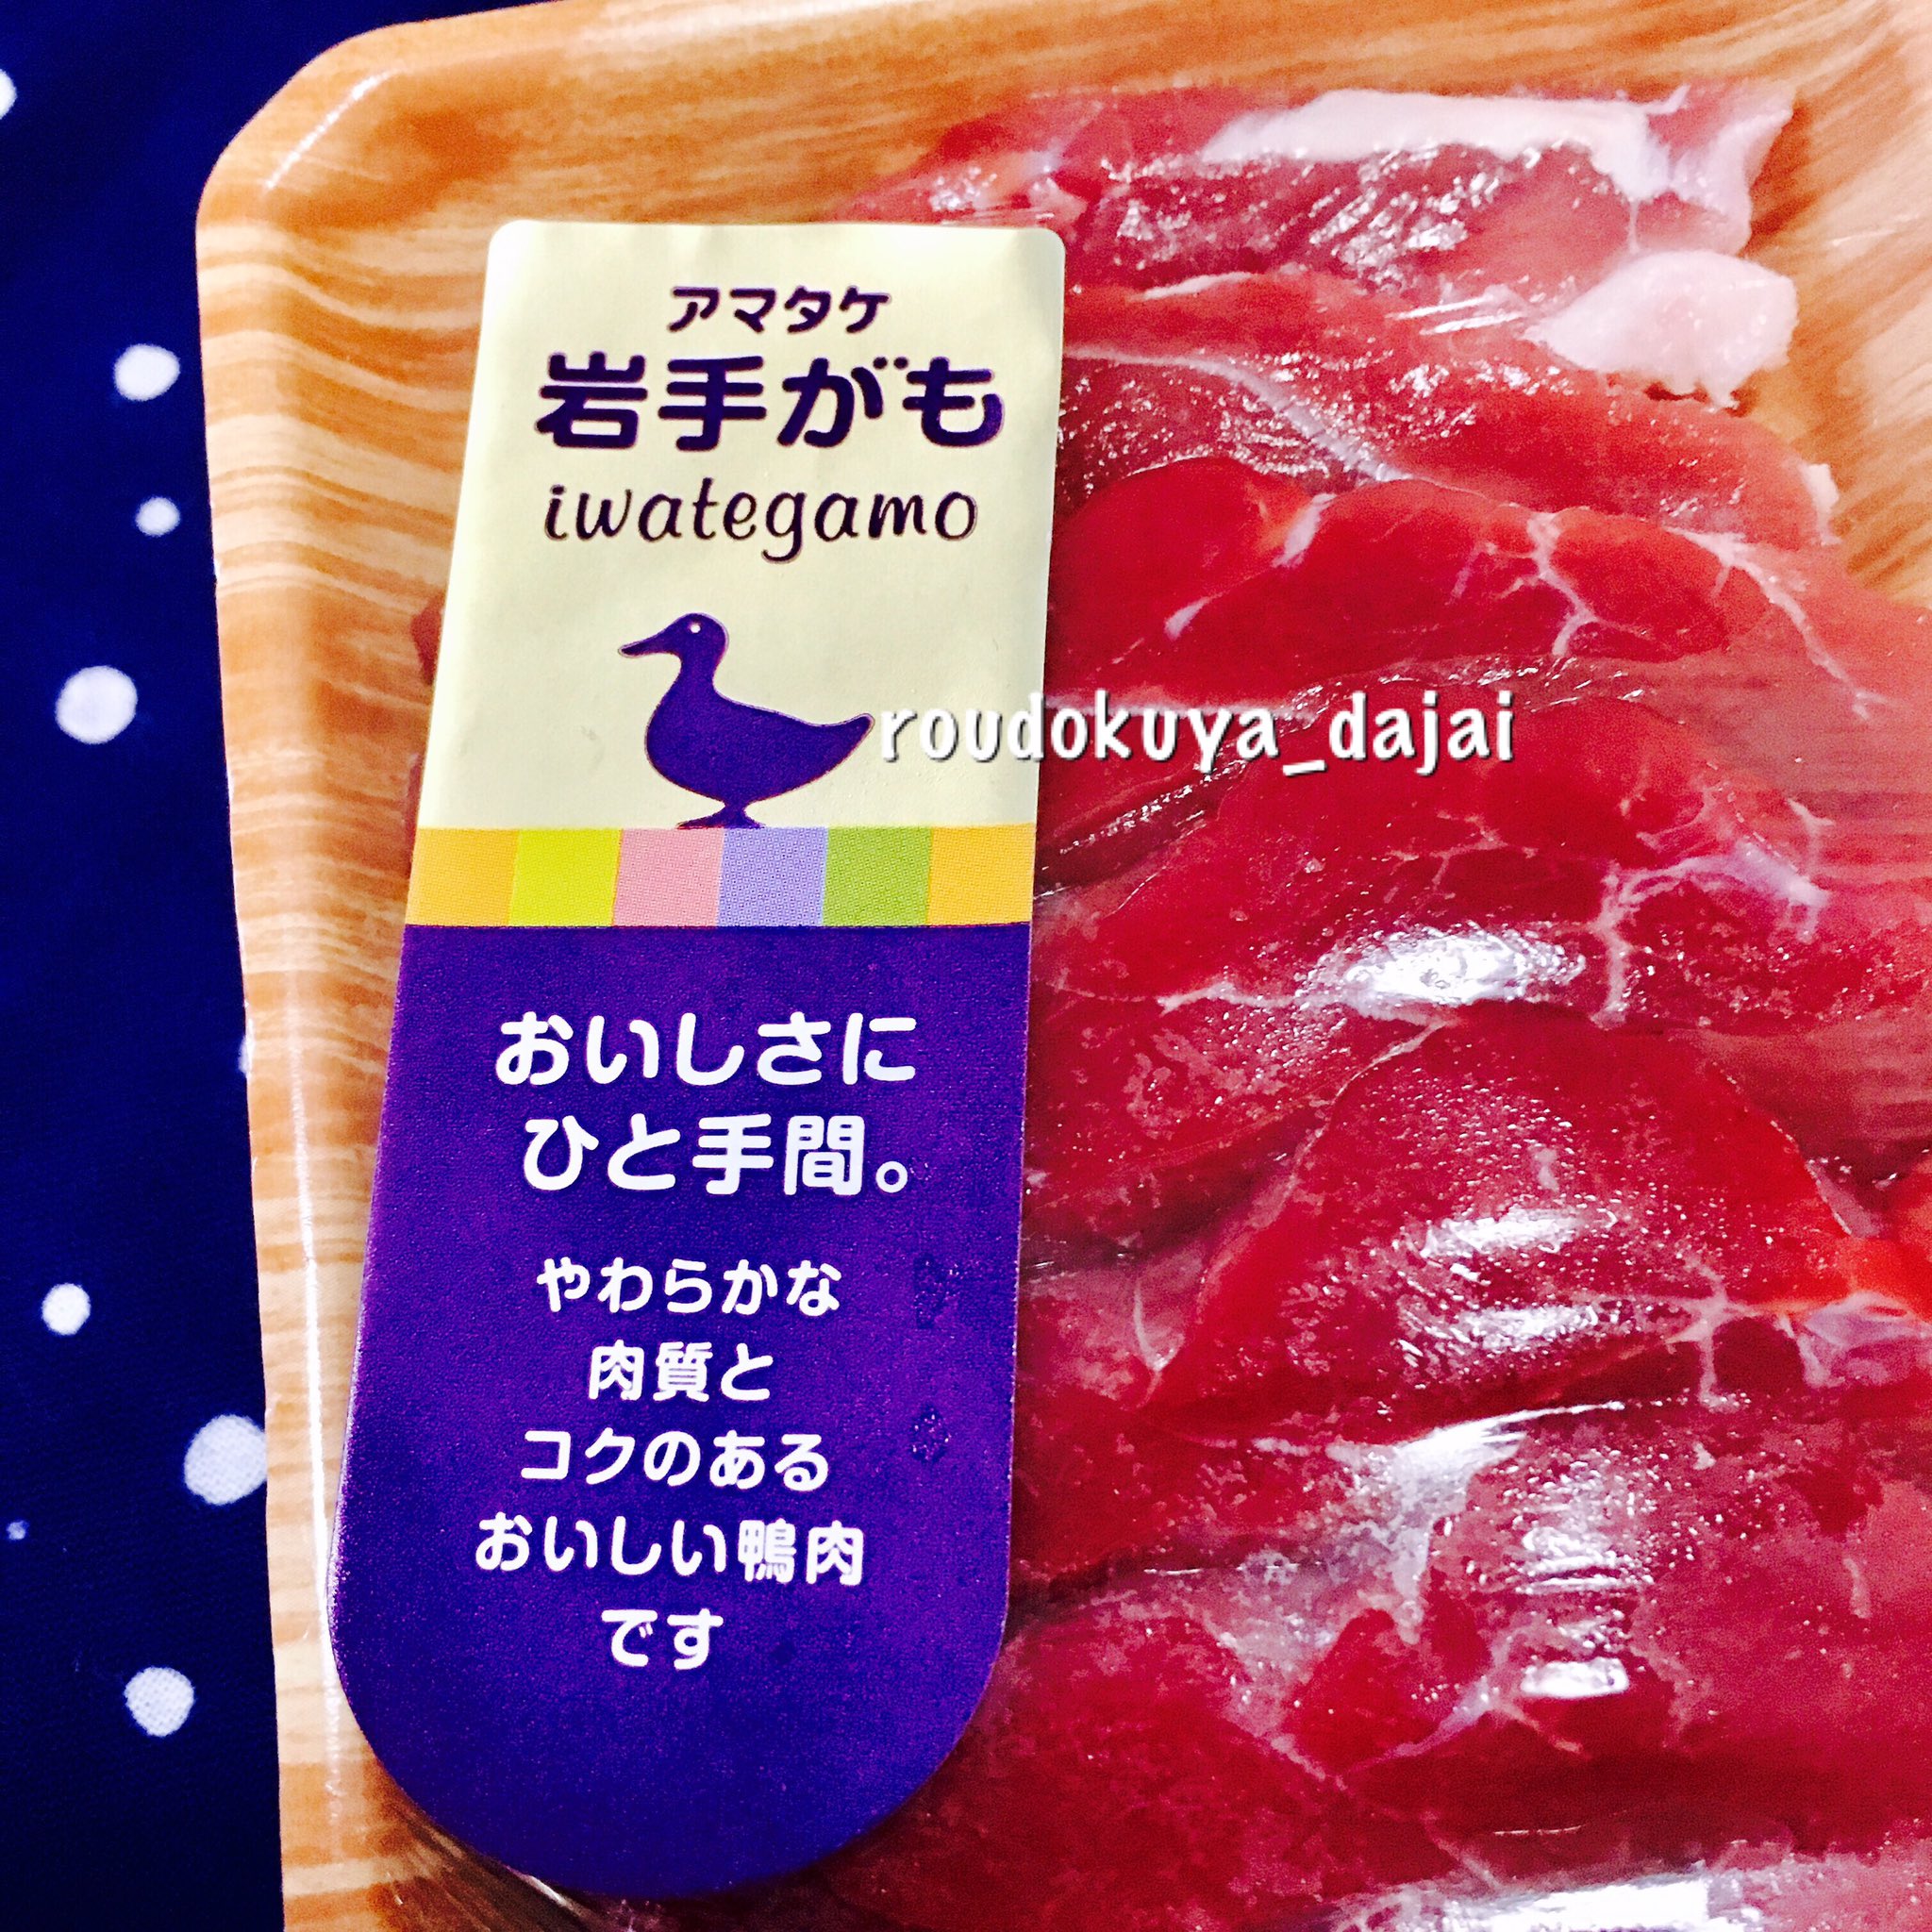 アマタケ
岩手がも
iwategamo
roudokuya_dajai
おいしさに
ひと手間。
やわらかな
肉質と
コクのある
おいしい鴨肉
です